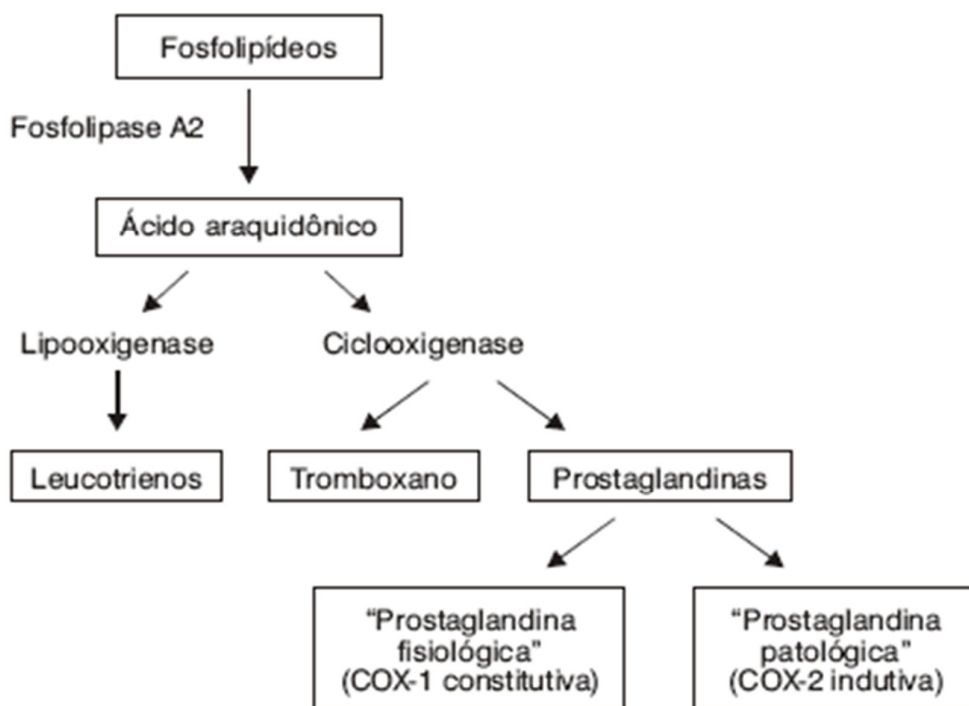 Fosfolipídeos
Fosfolipase A2
Ácido araquidônico
Lipooxigenase
Ciclooxigenase
Leucotrienos
Tromboxano
Prostaglandinas
“Prostaglandina
fisiológica”
(COX-1 constitutiva)
“Prostaglandina
patológica”
(COX-2 indutiva)